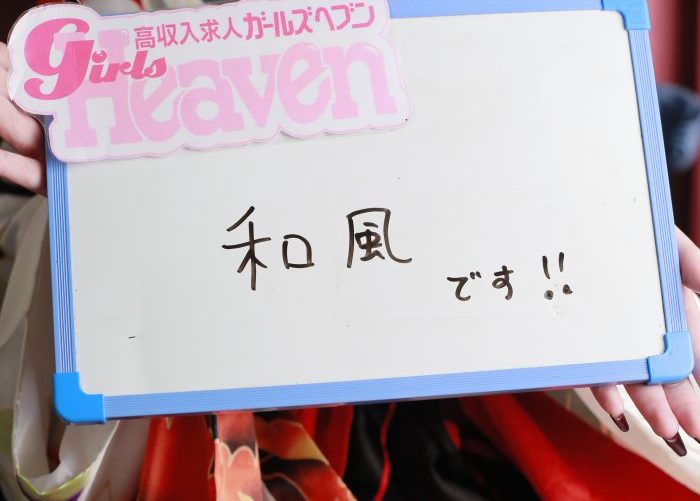 高収入求人ガールズヘブン
Girls
Heaven
和風
です!!